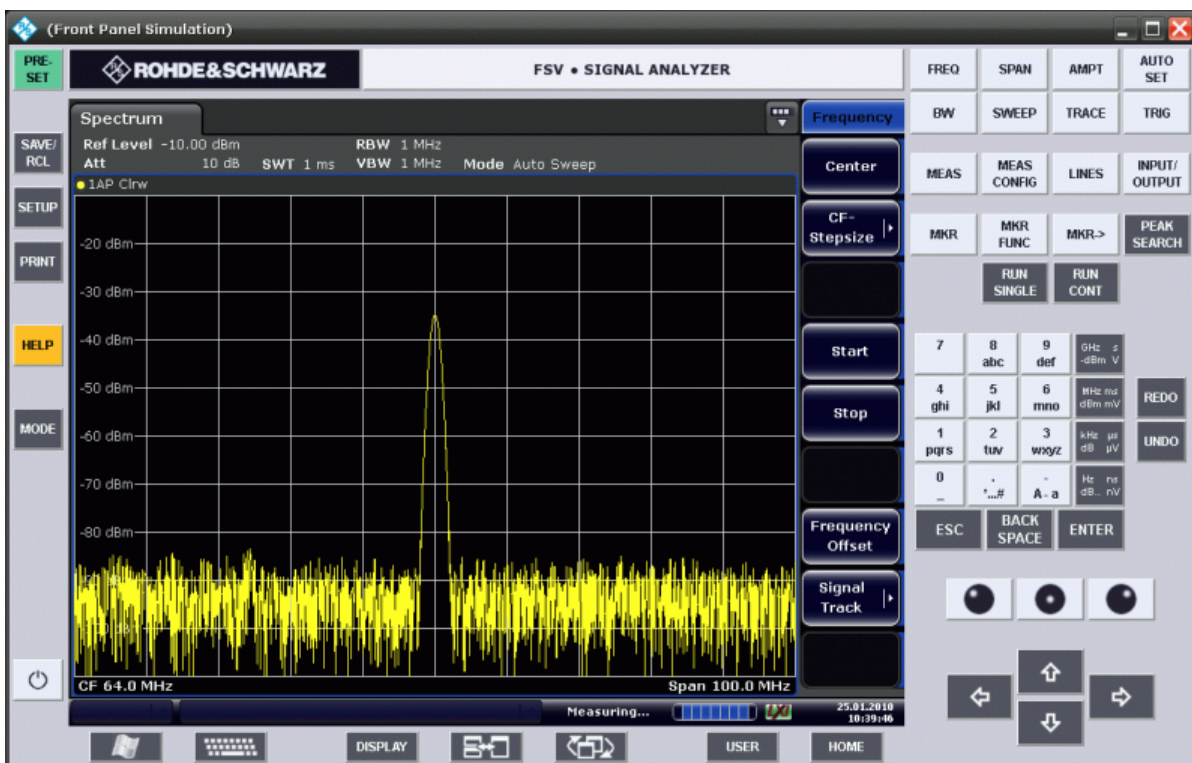 (Front Panel Simulation)
PRE-
SET
ROHDE&SCHWARZ
FSV • SIGNAL ANALYZER
SAVE/
RCL
SETUP
PRINT
HELP
MODE
Spectrum
Ref Level -10.00 dBm
RBW 1 MHz
Att 10 dB
SWT 1 ms
VBW 1 MHz
Mode Auto Sweep
1AP Clrw
-20 dBm
-30 dBm
-40 dBm
-50 dBm
-60 dBm
-70 dBm
-80 dBm
CF 64.0 MHz
Span 100.0 MHz
Measuring...
25.01.2010
10:39:46
Frequency
Center
CF-
Stepsize
Start
Stop
Frequency
Offset
Signal
Track
DISPLAY
USER
HOME
FREQ
SPAN
AMPT
AUTO
SET
BW
SWEEP
TRACE
TRIG
MEAS
MEAS
CONFIG
LINES
INPUT/
OUTPUT
MKR
MKR
FUNC
MKR->
PEAK
SEARCH
RUN
SINGLE
RUN
CONT
7
8
abc
9
def
GHz s
-dBm V
4
ghi
5
jkl
6
mno
MHz ms
dBm mV
REDO
1
pqrs
2
tuv
3
wxyz
kHz µs
dB µV
UNDO
0
_
.
*...#
-
A-a
Hz ns
dB... nV
ESC
BACK
SPACE
ENTER